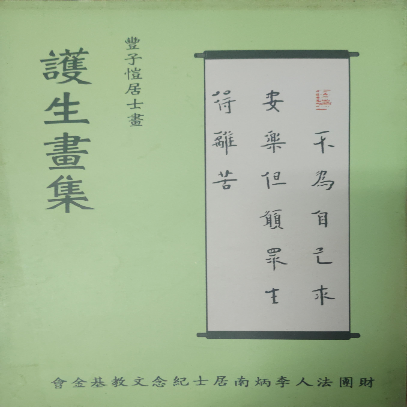 護生畫集
豐子愷居士畫
不為自己求
安樂但願眾生
得離苦
財團法人李炳南居士紀念文教基金會